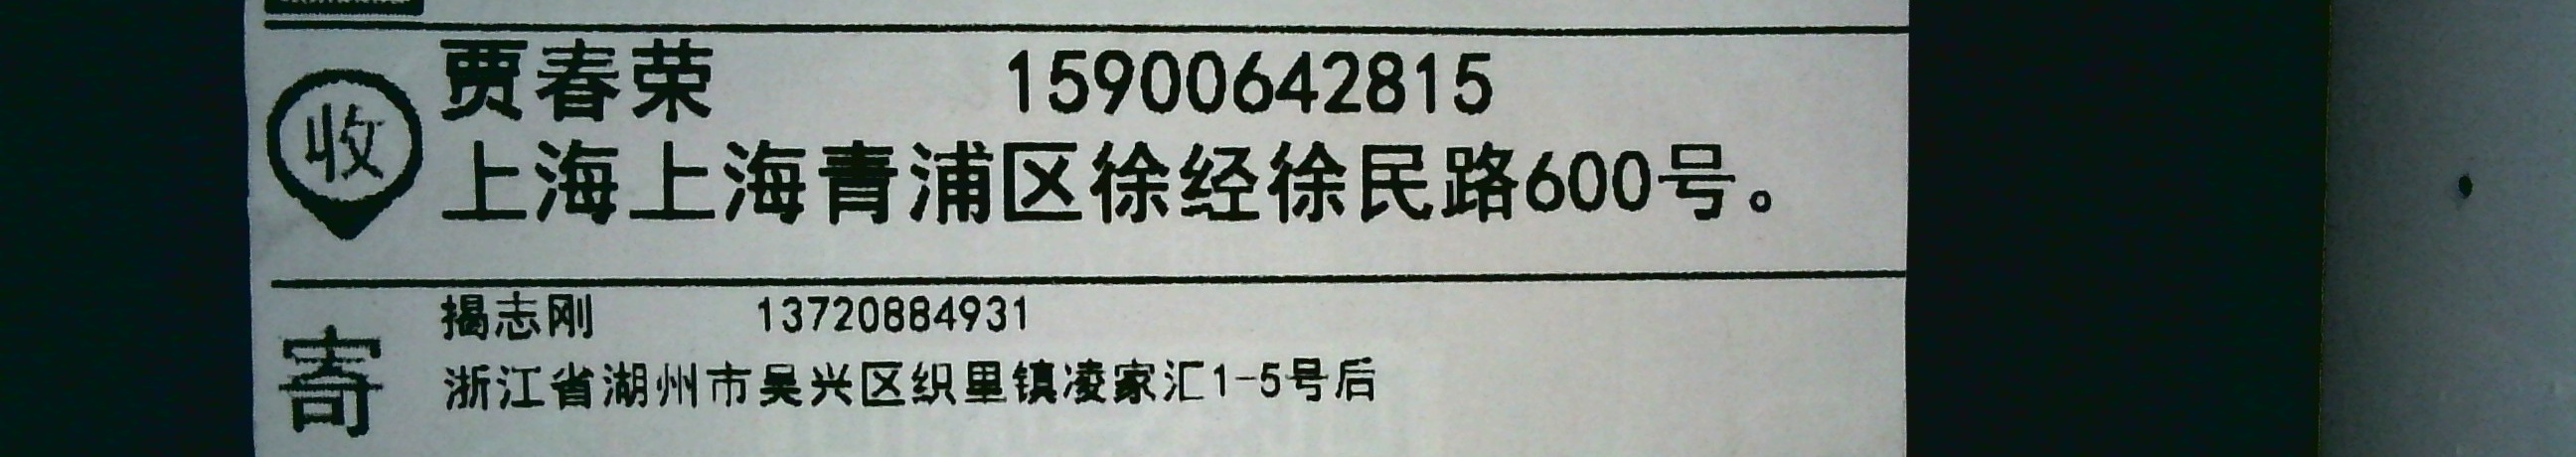 收
贾春荣 15900642815
上海上海青浦区徐经徐民路600号。
寄
揭志刚 13720884931
浙江省湖州市吴兴区织里镇凌家汇1-5号后